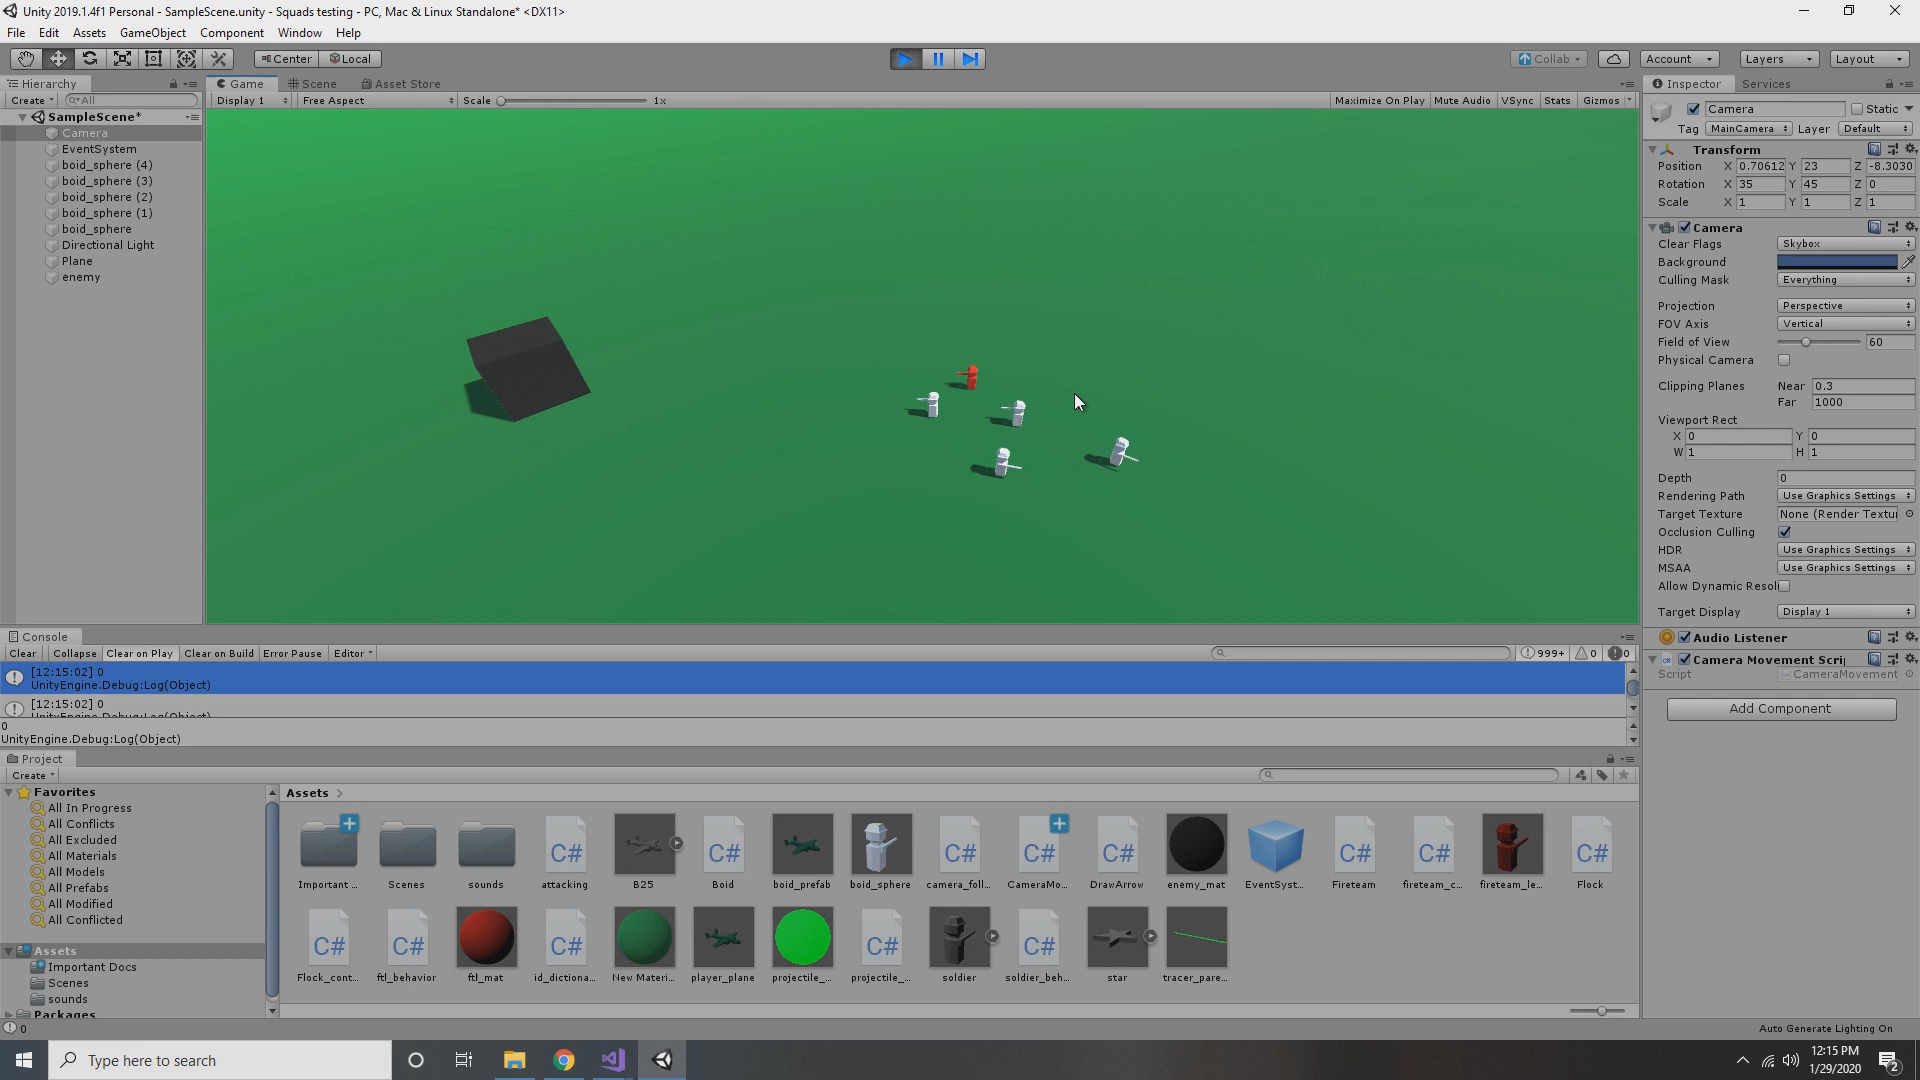 Unity 2019.1.4f1 Personal - SampleScene.unity - Squads testing - PC, Mac & Linux Standalone* <DX11>
File Edit Assets GameObject Component Window Help
Center Local Collab Account Layers Layout
Hierarchy Game Scene Asset Store Inspector Services
Create All Display 1 Free Aspect Scale 1x Maximize On Play Mute Audio VSync Stats Gizmos
Camera Static
Tag MainCamera Layer Default
SampleScene*
Camera
EventSystem
boid_sphere (4)
boid_sphere (3)
boid_sphere (2)
boid_sphere (1)
boid_sphere
Directional Light
Plane
enemy
Transform
Position X 0.70612 Y 23 Z -8.3030
Rotation X 35 Y 45 Z 0
Scale X 1 Y 1 Z 1
Camera
Clear Flags Skybox
Background
Culling Mask Everything
Projection Perspective
FOV Axis Vertical
Field of View 60
Physical Camera
Clipping Planes Near 0.3
Far 1000
Viewport Rect
X 0 Y 0
W 1 H 1
Depth 0
Rendering Path Use Graphics Settings
Target Texture None (Render Textur
Occlusion Culling
HDR Use Graphics Settings
MSAA Use Graphics Settings
Allow Dynamic Resol
Target Display Display 1
Audio Listener
Camera Movement Scrip
Script CameraMovement
Add Component
Console
Clear Collapse Clear on Play Clear on Build Error Pause Editor 999+ 0 0
[12:15:02] 0
UnityEngine.Debug:Log(Object)
[12:15:02] 0
UnityEngine.Debug:Log(Object)
0
UnityEngine.Debug:Log(Object)
Project
Create
Favorites
All In Progress
All Conflicts
All Excluded
All Materials
All Models
All Prefabs
All Modified
All Conflicted
Assets
Important Docs
Scenes
sounds
Packages
Assets
C# C# C# C# C# C# C# C#
Important ... Scenes sounds attacking B25 Boid boid_prefab boid_sphere camera_foll... CameraMo... DrawArrow enemy_mat EventSyst... Fireteam fireteam_c... fireteam_le... Flock
C# C# C# C# C#
Flock_cont... ftl_behavior ftl_mat id_dictiona... New Materi... player_plane projectile_... projectile_... soldier soldier_beh... star tracer_pare...
0
Auto Generate Lighting On
Type here to search
12:15 PM
1/29/2020
2